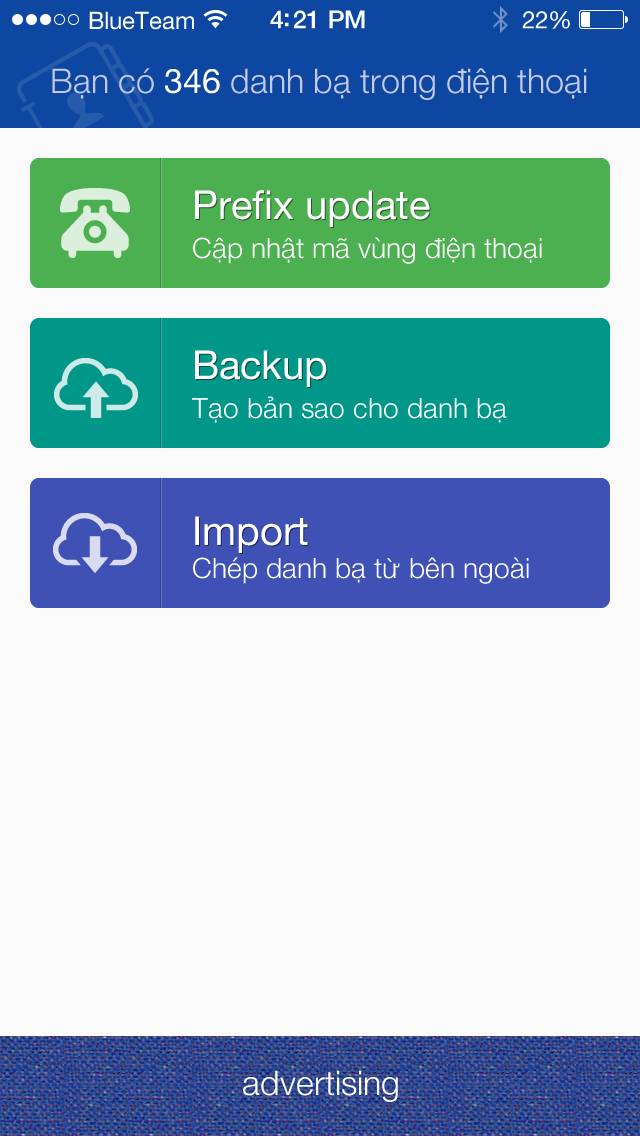 BlueTeam 4:21 PM 22%
Bạn có 346 danh bạ trong điện thoại
Prefix update
Cập nhật mã vùng điện thoại
Backup
Tạo bản sao cho danh bạ
Import
Chép danh bạ từ bên ngoài
advertising